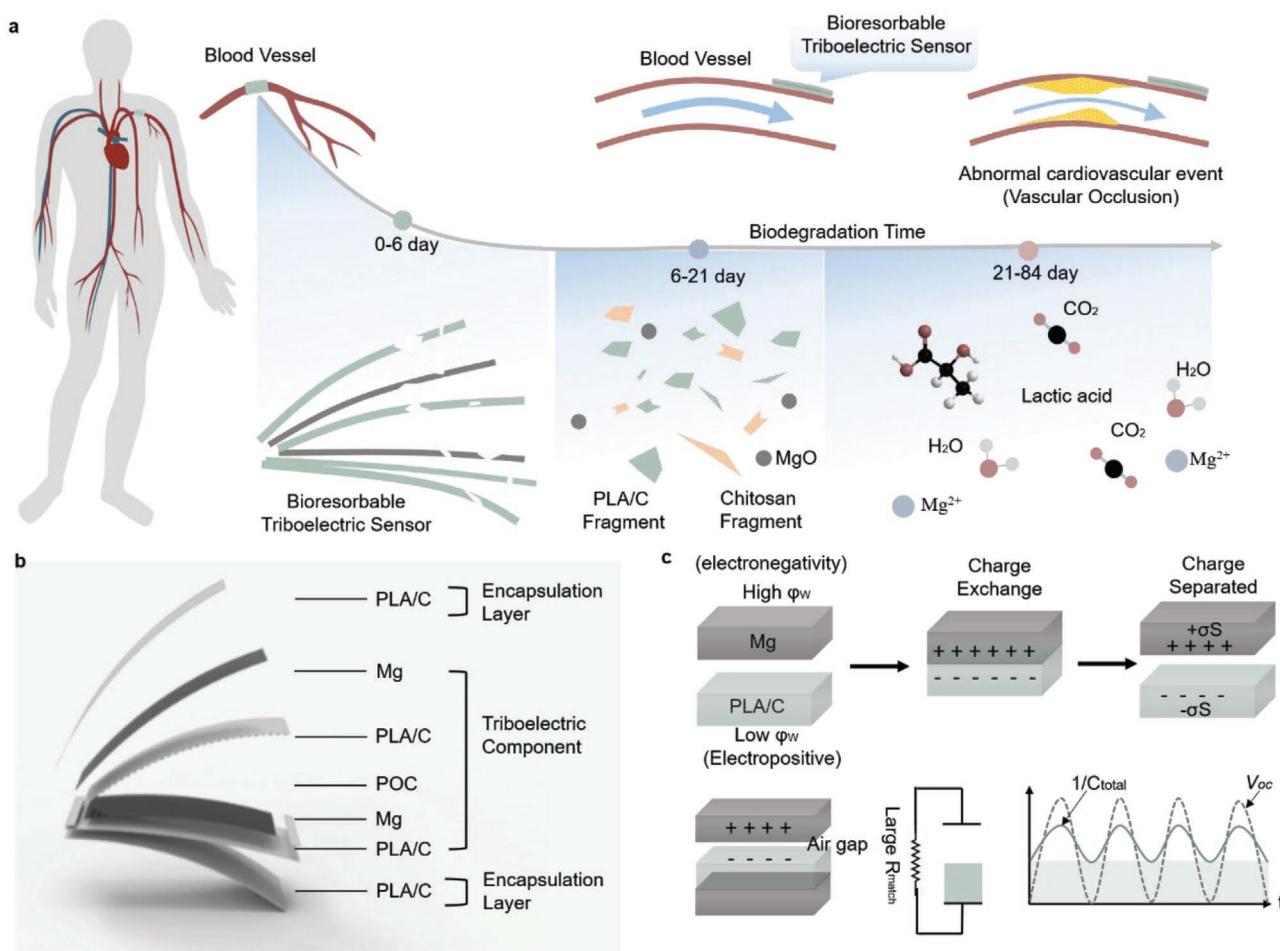 a
Blood Vessel
Blood Vessel
Bioresorbable
Triboelectric Sensor
Abnormal cardiovascular event
(Vascular Occlusion)
Biodegradation Time
0-6 day
6-21 day
21-84 day
Bioresorbable
Triboelectric Sensor
PLA/C
Fragment
Chitosan
Fragment
MgO
CO₂
Lactic acid
H₂O
H₂O
CO₂
Mg²⁺
Mg²⁺
b
PLA/C
Encapsulation
Layer
Mg
PLA/C
Triboelectric
Component
POC
Mg
PLA/C
PLA/C
Encapsulation
Layer
c
(electronegativity)
High φw
Mg
PLA/C
Low φw
(Electropositive)
Charge
Exchange
+ + + + + +
- - - - - -
Charge
Separated
+σS
+ + + +
- - - -
-σS
+ + + +
- - - -
Air gap
Large Rmatch
1/Ctotal
Voc
t